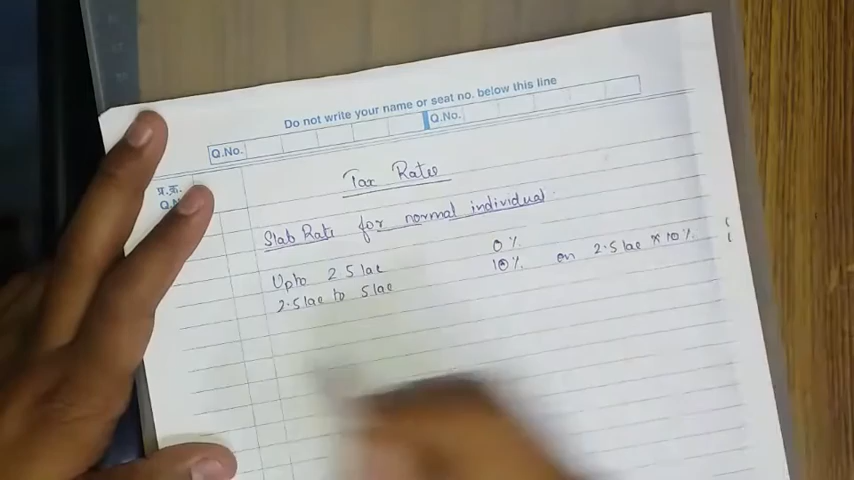 Do not write your name or seat no. below this line
Q.No.
Q.No.
प्र.क्र.
Q.N
Tax Rates
Slab Rate for normal individual
Upto 2.5 lac 0%
2.5 lac to 5 lac 10% on 2.5 lac × 10%